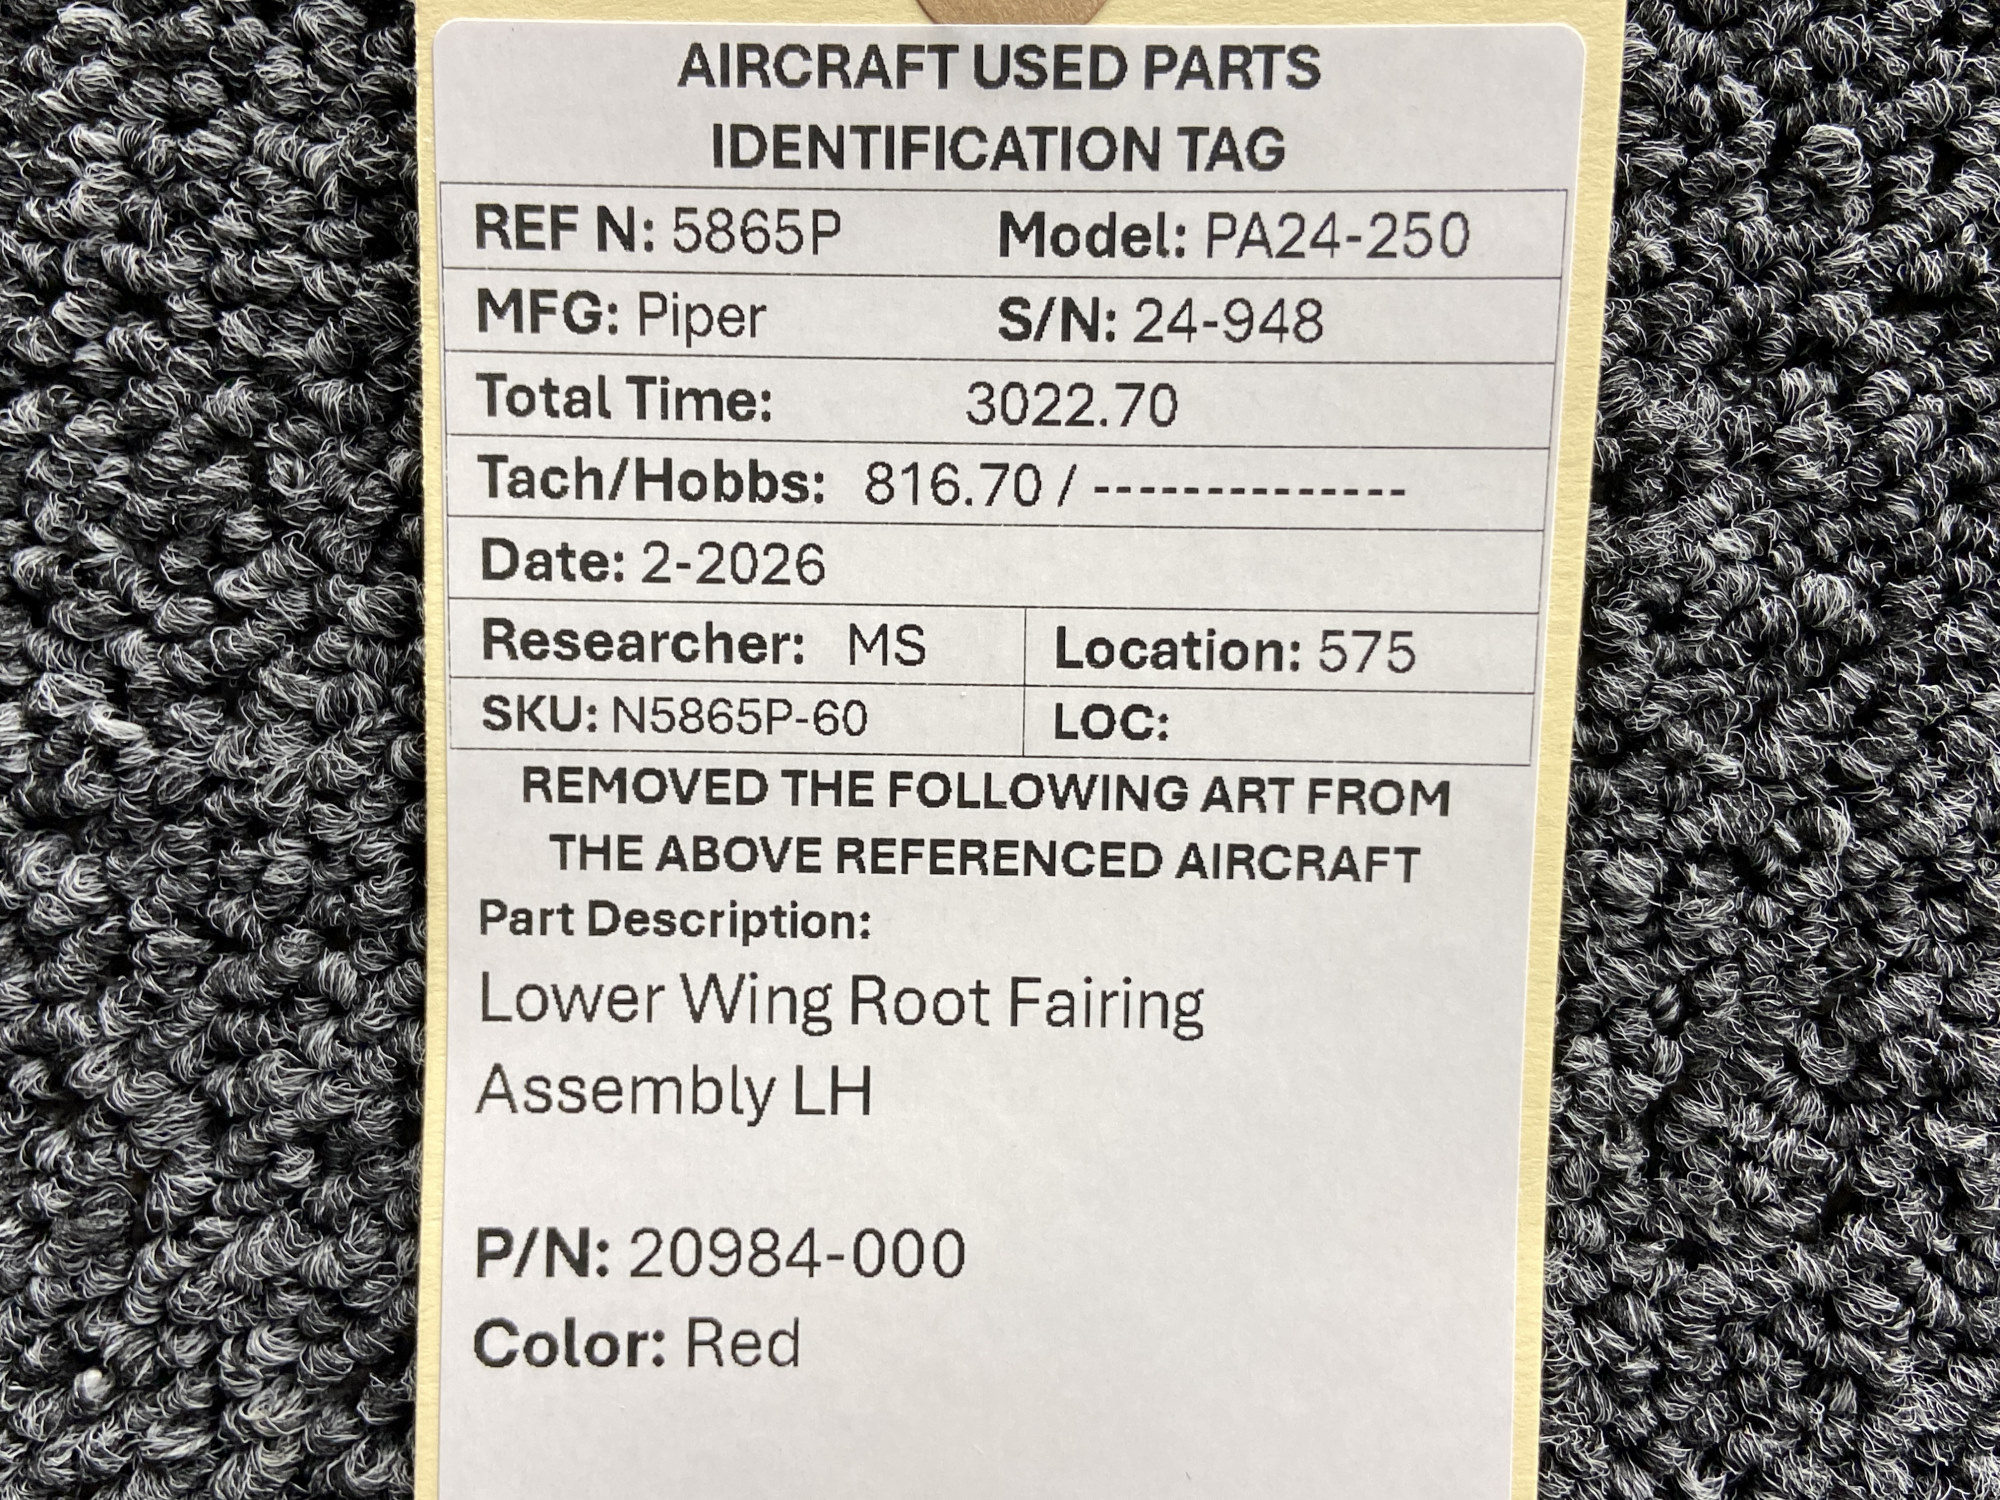 AIRCRAFT USED PARTS
IDENTIFICATION TAG
REF N: 5865P Model: PA24-250
MFG: Piper S/N: 24-948
Total Time: 3022.70
Tach/Hobbs: 816.70 / --------------
Date: 2-2026
Researcher: MS Location: 575
SKU: N5865P-60 LOC:
REMOVED THE FOLLOWING ART FROM
THE ABOVE REFERENCED AIRCRAFT
Part Description:
Lower Wing Root Fairing
Assembly LH
P/N: 20984-000
Color: Red